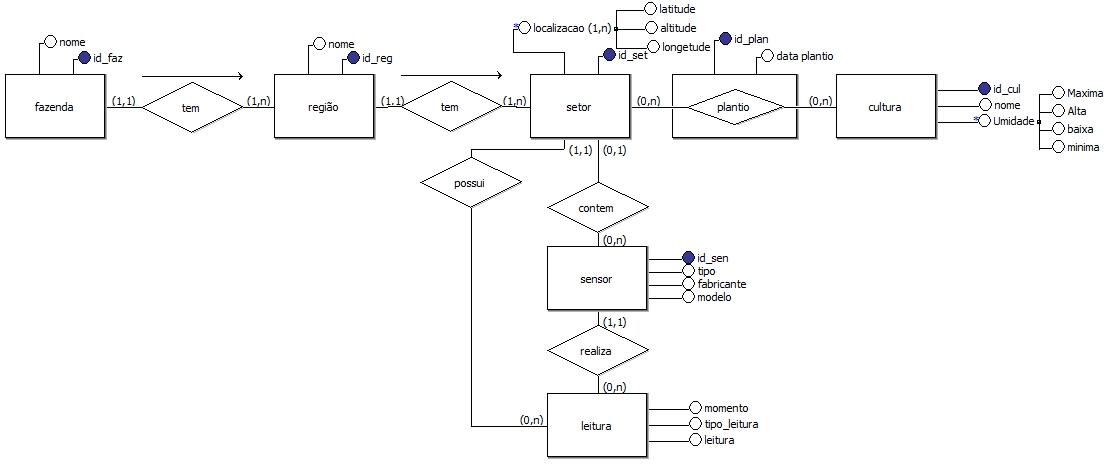 latitude
* localizacao (1,n)
altitude
longetude
nome
id_faz
nome
id_reg
id_set
id_plan
data plantio
fazenda
(1,1)
tem
(1,n)
região
(1,1)
tem
(1,n)
setor
(0,n)
plantio
(0,n)
cultura
id_cul
nome
* Umidade
Maxima
Alta
baixa
minima
(1,1)
(0,1)
possui
contem
(0,n)
sensor
id_sen
tipo
fabricante
modelo
(1,1)
realiza
(0,n)
(0,n)
leitura
momento
tipo_leitura
leitura